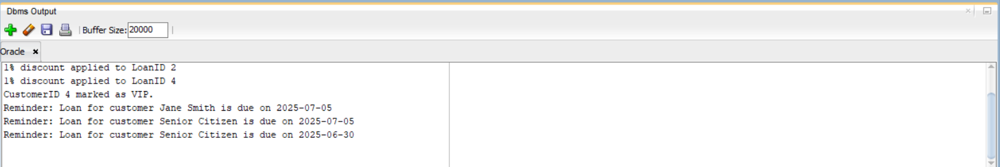 Dbms Output
Buffer Size: 20000
Oracle
1% discount applied to LoanID 2
1% discount applied to LoanID 4
CustomerID 4 marked as VIP.
Reminder: Loan for customer Jane Smith is due on 2025-07-05
Reminder: Loan for customer Senior Citizen is due on 2025-07-05
Reminder: Loan for customer Senior Citizen is due on 2025-06-30